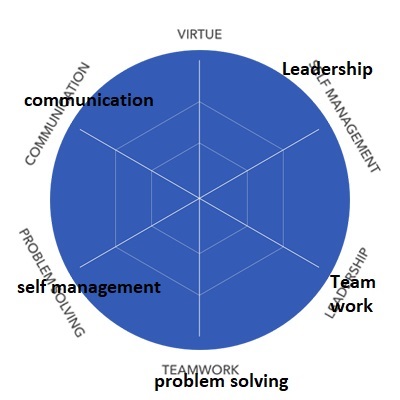 VIRTUE
Leadership
SELF MANAGEMENT
COMMUNICATION
communication
PROBLEM SOLVING
self management
LEADERSHIP
Team
work
TEAMWORK
problem solving